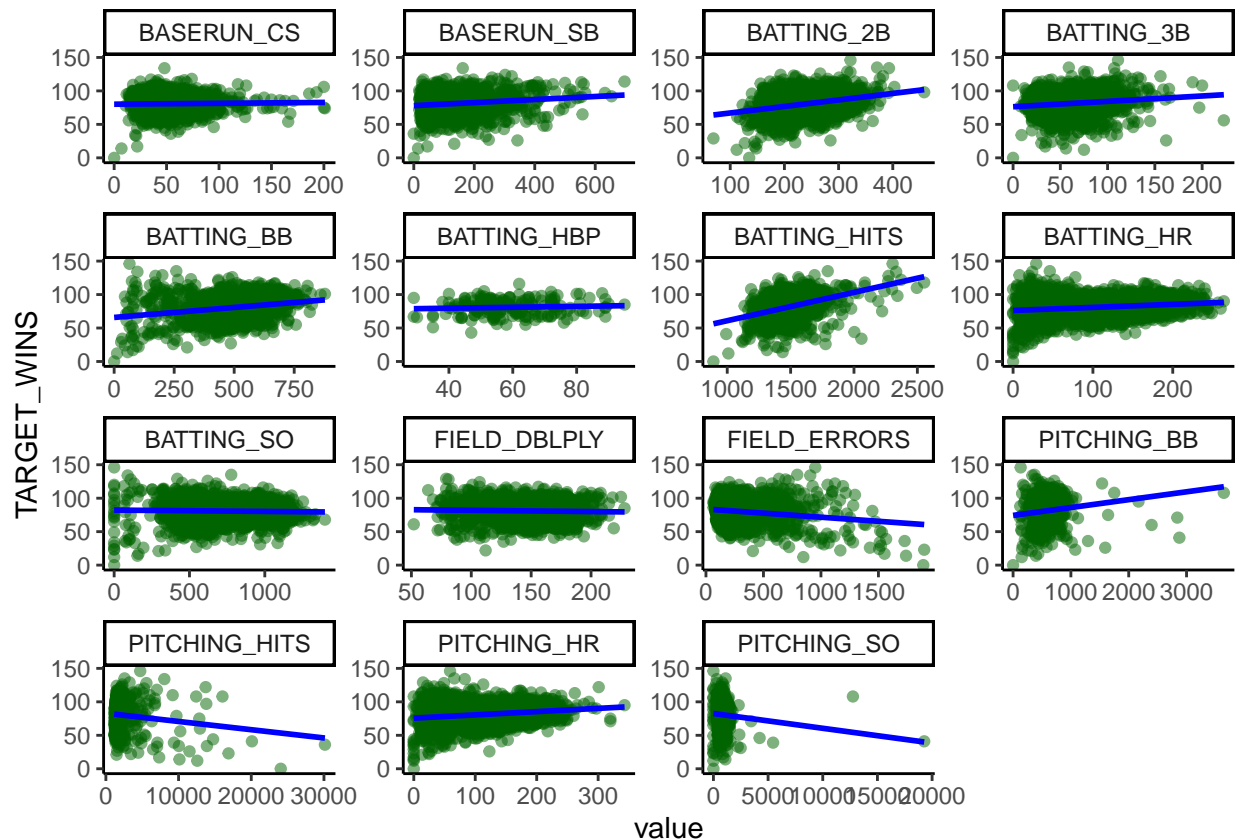 BASERUN_CS BASERUN_SB BATTING_2B BATTING_3B
150 150 150 150
100 100 100 100
50 50 50 50
0 0 0 0
0 50 100 150 200 0 200 400 600 100 200 300 400 0 50 100 150 200
BATTING_BB BATTING_HBP BATTING_HITS BATTING_HR
150 150 150 150
100 100 100 100
50 50 50 50
0 0 0 0
0 250 500 750 40 60 80 1000 1500 2000 2500 0 100 200
TARGET_WINS
BATTING_SO FIELD_DBLPLY FIELD_ERRORS PITCHING_BB
150 150 150 150
100 100 100 100
50 50 50 50
0 0 0 0
0 500 1000 50 100 150 200 0 500 1000 1500 0 1000 2000 3000
PITCHING_HITS PITCHING_HR PITCHING_SO
150 150 150
100 100 100
50 50 50
0 0 0
0 10000 20000 30000 0 100 200 300 0 5000 10000 15000 20000
value